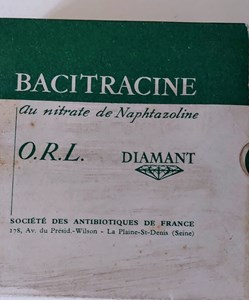 BACITRACINE
au nitrate de Naphtazoline
O.R.L. DIAMANT
SOCIÉTÉ DES ANTIBIOTIQUES DE FRANCE
178, Av. du Présid.-Wilson - La Plaine-St-Denis (Seine)